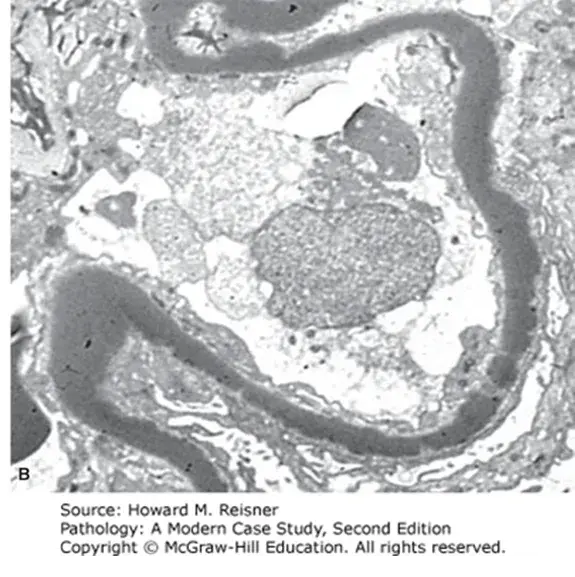 B
Source: Howard M. Reisner
Pathology: A Modern Case Study, Second Edition
Copyright © McGraw-Hill Education. All rights reserved.